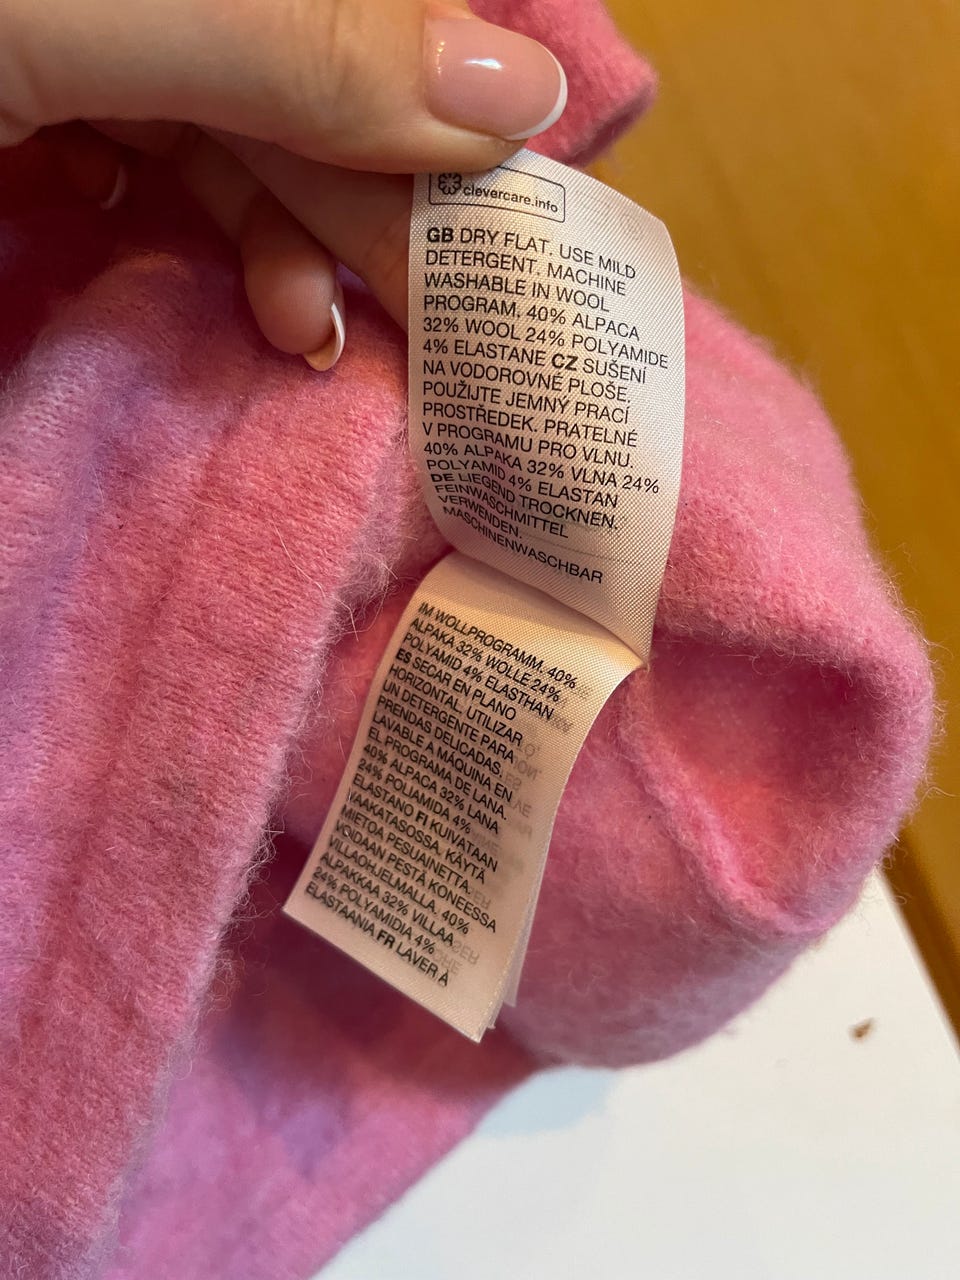 clevercare.info
GB DRY FLAT. USE MILD
DETERGENT. MACHINE
WASHABLE IN WOOL
PROGRAM. 40% ALPACA
32% WOOL 24% POLYAMIDE
4% ELASTANE CZ SUŠENÍ
NA VODOROVNÉ PLOŠE.
POUŽIJTE JEMNÝ PRACÍ
PROSTŘEDEK. PRATELNÉ
V PROGRAMU PRO VLNU.
40% ALPAKA 32% VLNA 24%
POLYAMID 4% ELASTAN
DE LIEGEND TROCKNEN.
FEINWASCHMITTEL
VERWENDEN.
MASCHINENWASCHBAR
IM WOLLPROGRAMM. 40%
ALPAKA 32% WOLLE 24%
POLYAMID 4% ELASTHAN
ES SECAR EN PLANO
HORIZONTAL. UTILIZAR
UN DETERGENTE PARA
PRENDAS DELICADAS.
LAVABLE A MÁQUINA EN
EL PROGRAMA DE LANA.
40% ALPACA 32% LANA
24% POLIAMIDA 4%
ELASTANO FI KUIVATAAN
VAAKATASOSSA. KÄYTÄ
MIETOA PESUAINETTA.
VOIDAAN PESTÄ KONEESSA
VILLAOHJELMALLA. 40%
ALPAKKAA 32% VILLAA
24% POLYAMIDIA 4%
ELASTAANIA FR LAVER À